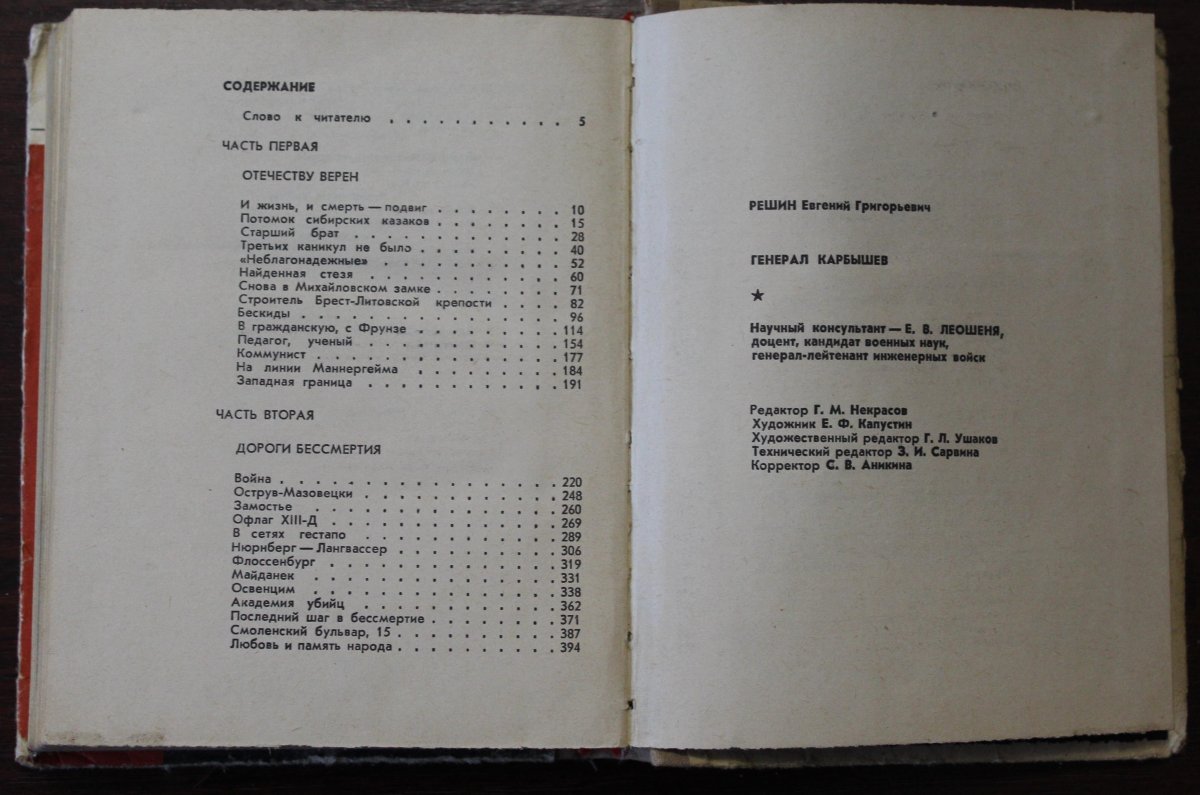 СОДЕРЖАНИЕ
Слово к читателю . . . . . . . . . . . 5
ЧАСТЬ ПЕРВАЯ
ОТЕЧЕСТВУ ВЕРЕН
И жизнь, и смерть — подвиг . . . . . . . . 10
Потомок сибирских казаков . . . . . . . . 15
Старший брат . . . . . . . . . . . . 28
Третьих каникул не было . . . . . . . . . 40
«Неблагонадежные» . . . . . . . . . . . 52
Найденная стезя . . . . . . . . . . . 60
Снова в Михайловском замке . . . . . . . . 71
Строитель Брест-Литовской крепости . . . . 82
Бескиды . . . . . . . . . . . . . . 96
В гражданскую, с Фрунзе . . . . . . . . . 114
Педагог, ученый . . . . . . . . . . . 154
Коммунист . . . . . . . . . . . . . 177
На линии Маннергейма . . . . . . . . . 184
Западная граница . . . . . . . . . . . 191
ЧАСТЬ ВТОРАЯ
ДОРОГИ БЕССМЕРТИЯ
Война . . . . . . . . . . . . . . . 220
Острув-Мазовецки . . . . . . . . . . . 248
Замостье . . . . . . . . . . . . . 260
Офлаг XIII-Д . . . . . . . . . . . . . 269
В сетях гестапо . . . . . . . . . . . 289
Нюрнберг — Лангвассер . . . . . . . . . 306
Флоссенбург . . . . . . . . . . . . . 319
Майданек . . . . . . . . . . . . . 331
Освенцим . . . . . . . . . . . . . 338
Академия убийц . . . . . . . . . . . 362
Последний шаг в бессмертие . . . . . . . . 371
Смоленский бульвар, 15 . . . . . . . . . 387
Любовь и память народа . . . . . . . . . 394
РЕШИН Евгений Григорьевич
ГЕНЕРАЛ КАРБЫШЕВ
★
Научный консультант — Е. В. ЛЕОШЕНЯ,
доцент, кандидат военных наук,
генерал-лейтенант инженерных войск
Редактор Г. М. Некрасов
Художник Е. Ф. Капустин
Художественный редактор Г. Л. Ушаков
Технический редактор З. И. Сарвина
Корректор С. В. Аникина